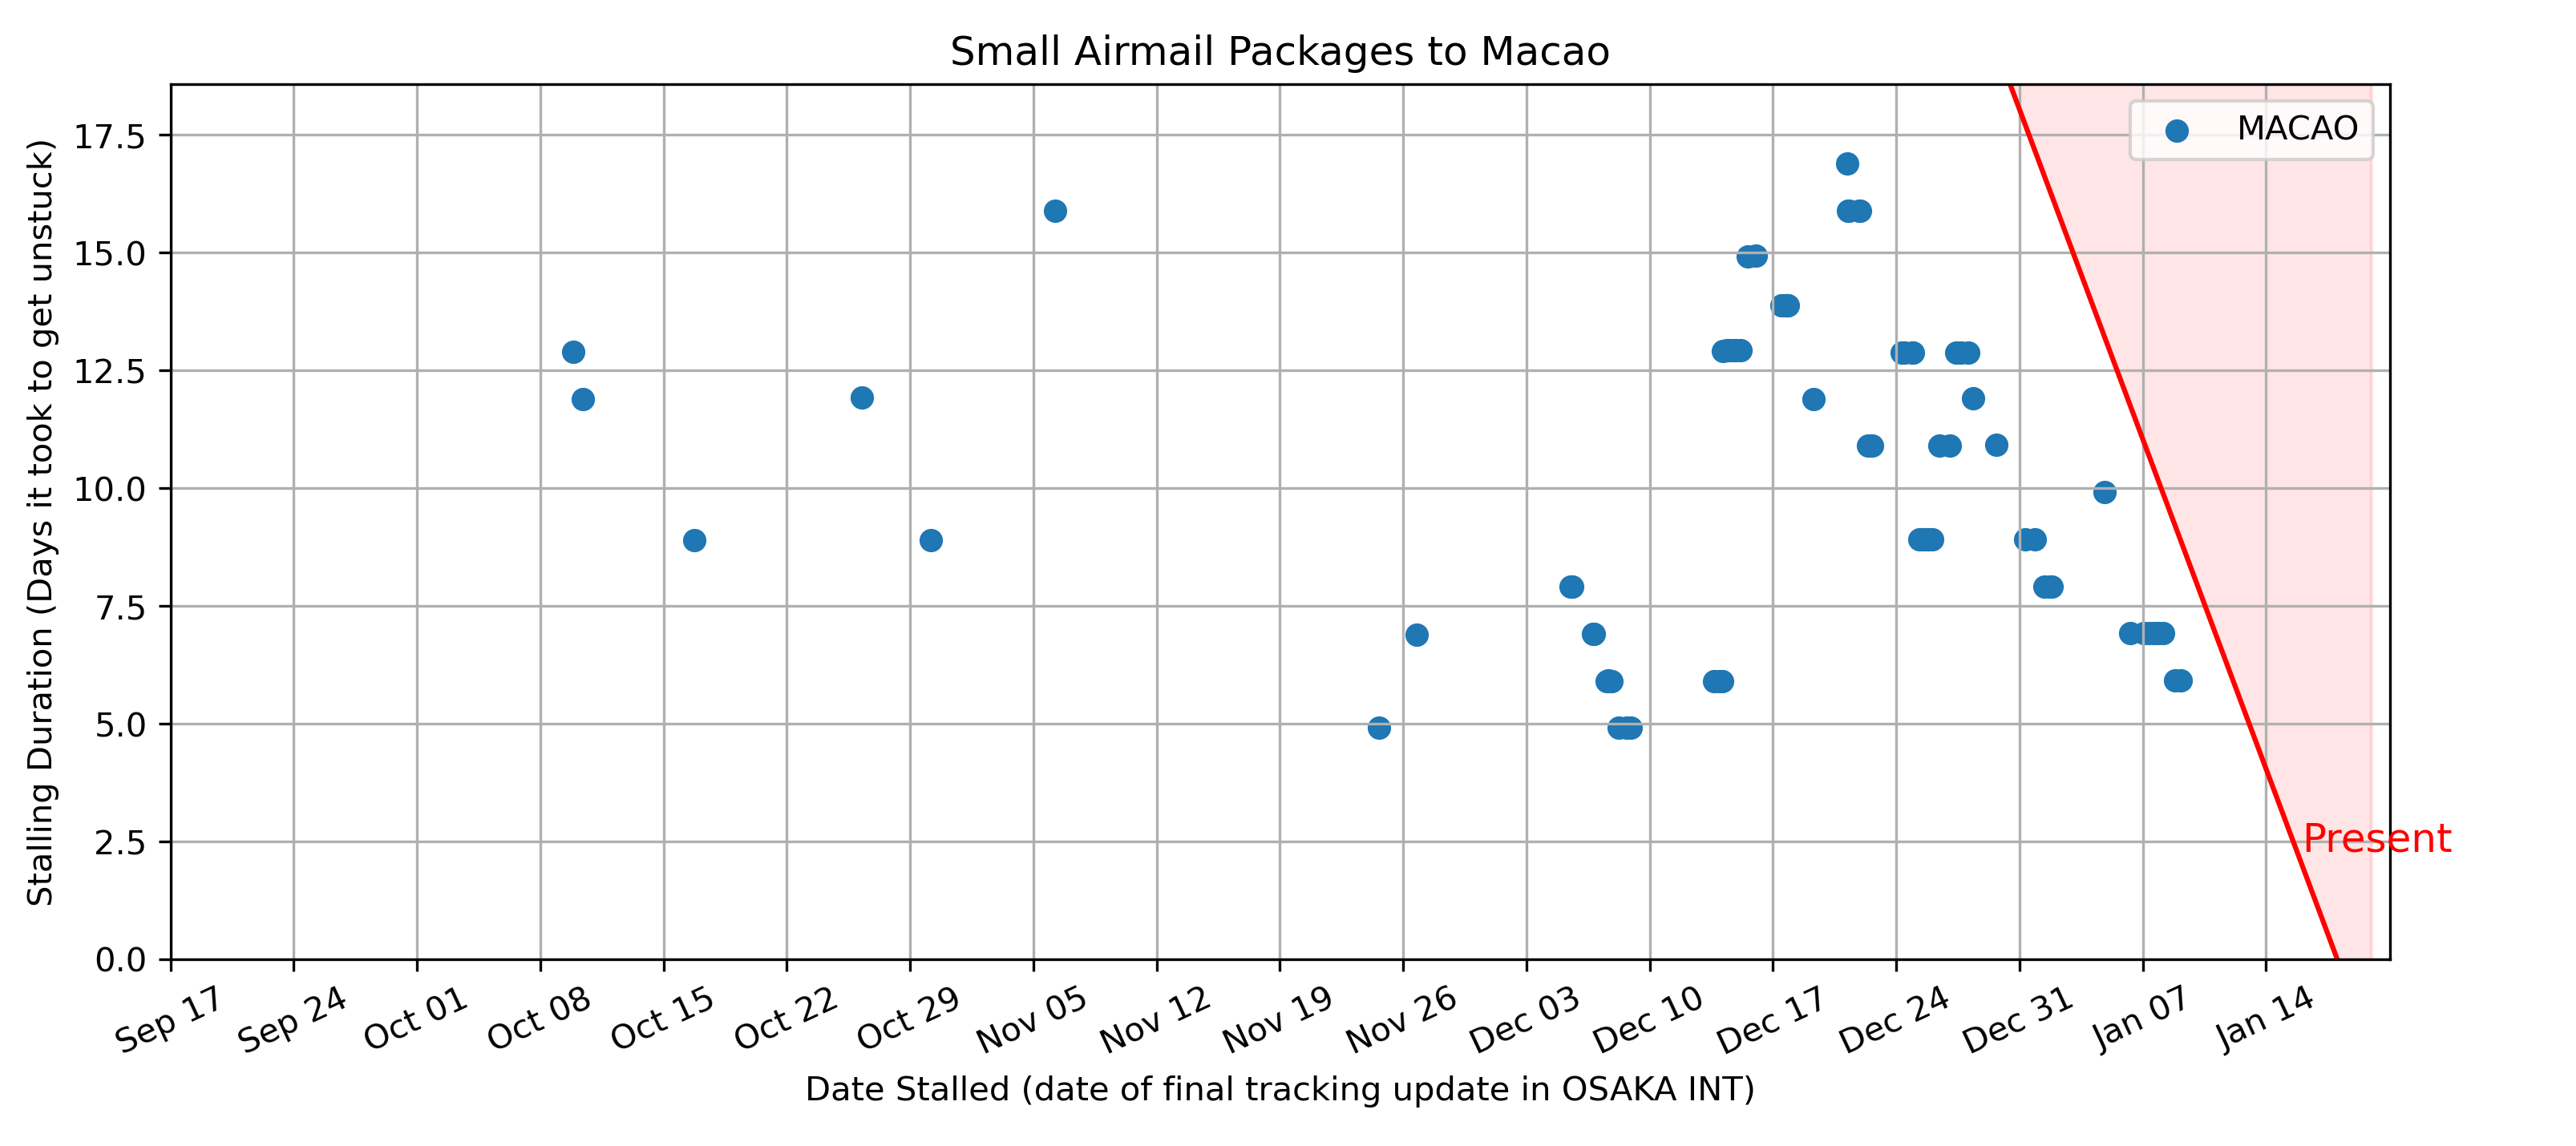 Small Airmail Packages to Macao
MACAO
17.5
15.0
12.5
10.0
7.5
5.0
2.5
0.0
Stalling Duration (Days it took to get unstuck)
Present
Sep 17
Sep 24
Oct 01
Oct 08
Oct 15
Oct 22
Oct 29
Nov 05
Nov 12
Nov 19
Nov 26
Dec 03
Dec 10
Dec 17
Dec 24
Dec 31
Jan 07
Jan 14
Date Stalled (date of final tracking update in OSAKA INT)